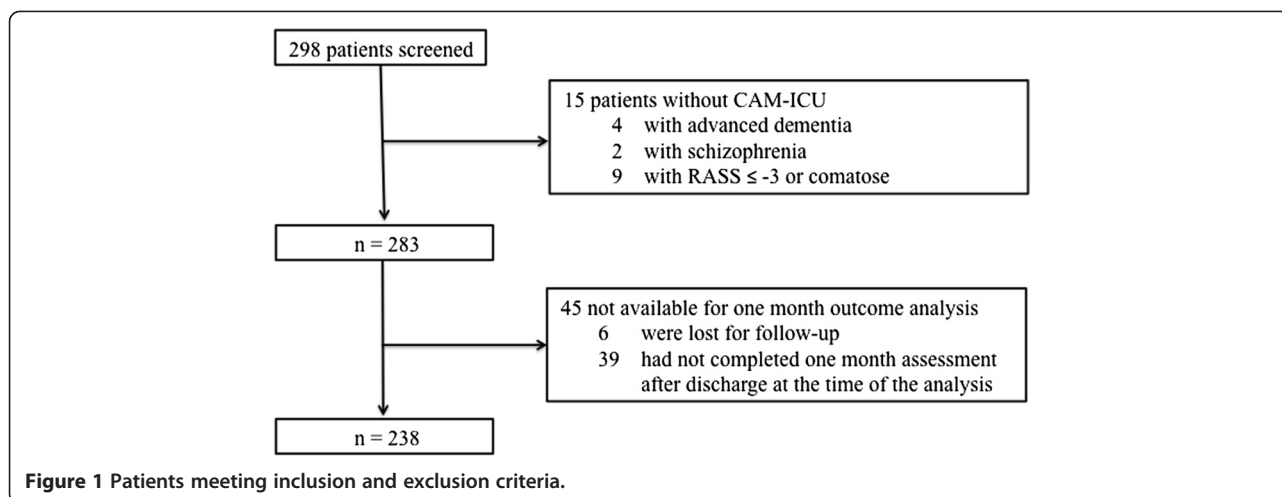 298 patients screened
15 patients without CAM-ICU
4 with advanced dementia
2 with schizophrenia
9 with RASS ≤ -3 or comatose
n = 283
45 not available for one month outcome analysis
6 were lost for follow-up
39 had not completed one month assessment
after discharge at the time of the analysis
n = 238
Figure 1 Patients meeting inclusion and exclusion criteria.